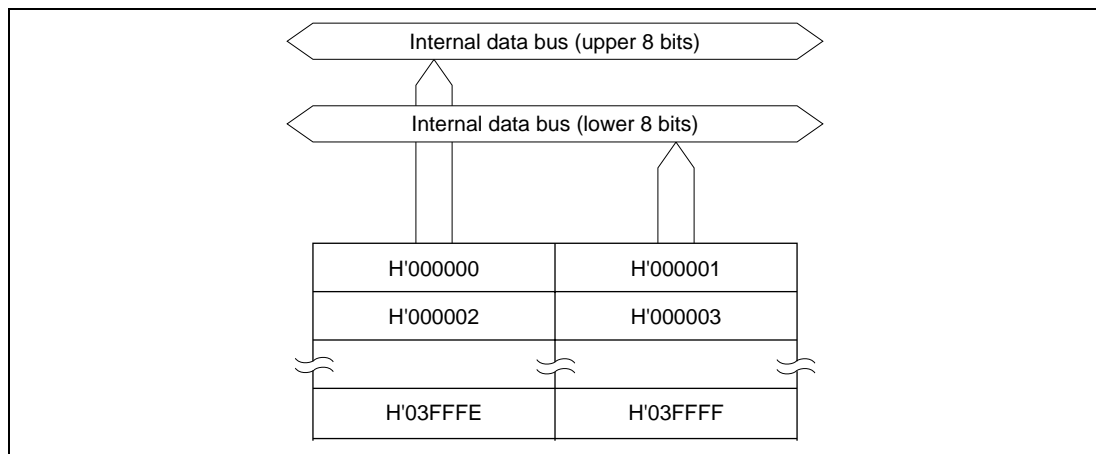 Internal data bus (upper 8 bits)
Internal data bus (lower 8 bits)
H'000000 H'000001
H'000002 H'000003
H'03FFFE H'03FFFF